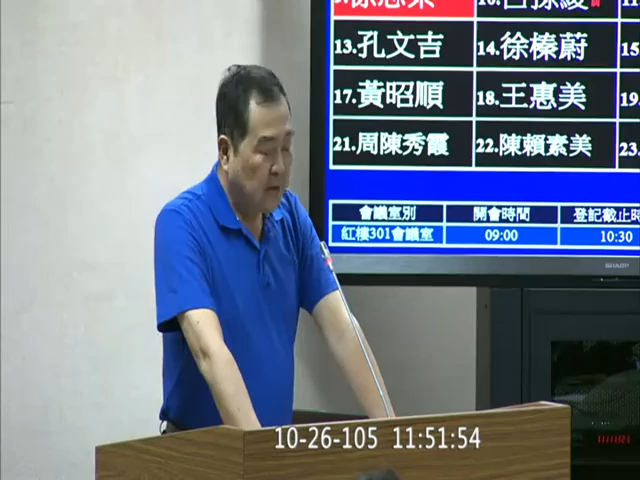 13.孔文吉 14.徐榛蔚 15
17.黃昭順 18.王惠美 19.
21.周陳秀霞 22.陳賴素美 23.
會議室別 開會時間 登記截止時
紅樓301會議室 09:00 10:30
SHARP
10-26-105 11:51:54